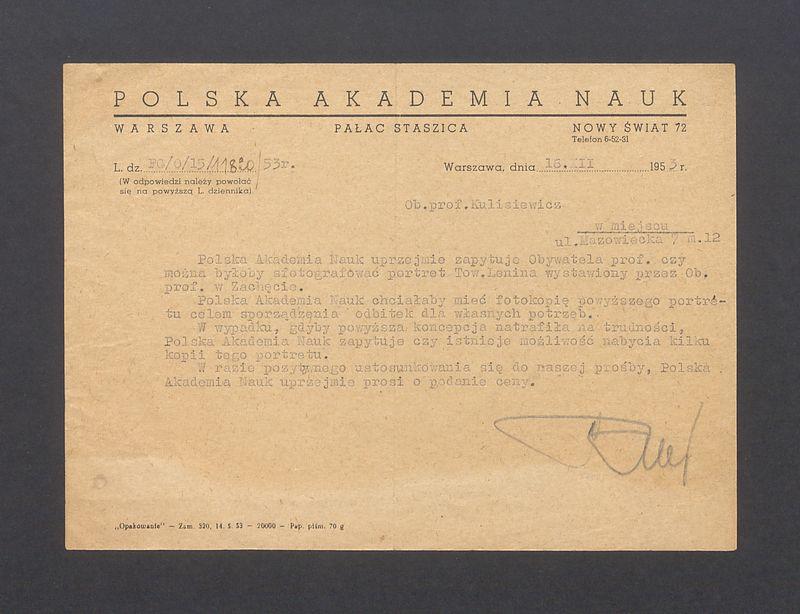 POLSKA AKADEMIA NAUK
WARSZAWA PAŁAC STASZICA NOWY ŚWIAT 72
Telefon 6-52-31
L. dz. FG/O/15/11820/53r. Warszawa, dnia 16.XII 1953 r.
(W odpowiedzi należy powołać
się na powyższą L. dziennika)
Ob.prof.Kulisiewicz
w miejscu
ul.Mazowiecka 7 m.12
Polska Akademia Nauk uprzejmie zapytuje Obywatela prof. czy
można byłoby sfotografować portret Tow.Lenina wystawiony przez Ob.
prof. w Zachęcie.
Polska Akademia Nauk chciałaby mieć fotokopię powyższego portre-
tu celem sporządzenia odbitek dla własnych potrzeb.
W wypadku, gdyby powyższa koncepcja natrafiła na trudności,
Polska Akademia Nauk zapytuje czy istnieje możliwość nabycia kilku
kopii tego portretu.
W razie pozytywnego ustosunkowania się do naszej prośby, Polska
Akademia Nauk uprzejmie prosi o podanie ceny.
„Opakowanie" — Zam. 520, 14. 5. 53 — 20000 — Pap. piśm. 70 g